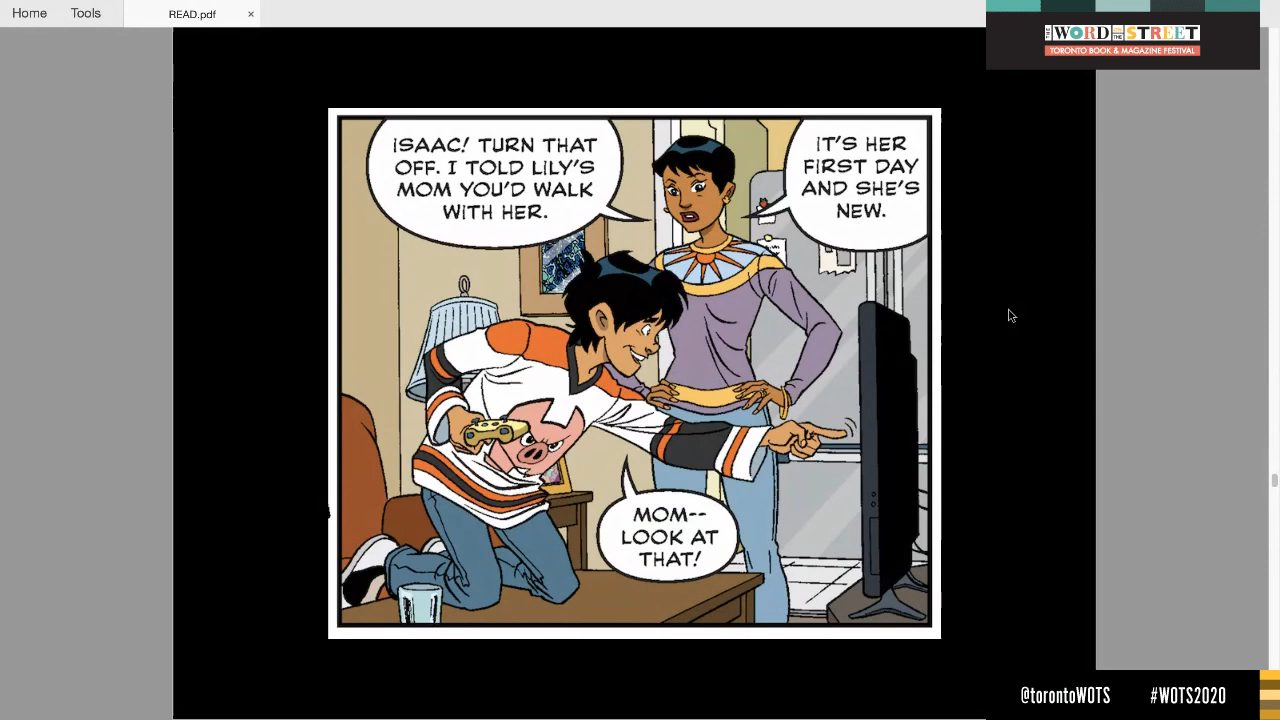 Home Tools READ.pdf ×
THE WORD ON THE STREET
TORONTO BOOK & MAGAZINE FESTIVAL
ISAAC! TURN THAT
OFF. I TOLD LILY'S
MOM YOU'D WALK
WITH HER.
IT'S HER
FIRST DAY
AND SHE'S
NEW.
MOM--
LOOK AT
THAT!
@torontoWOTS #WOTS2020